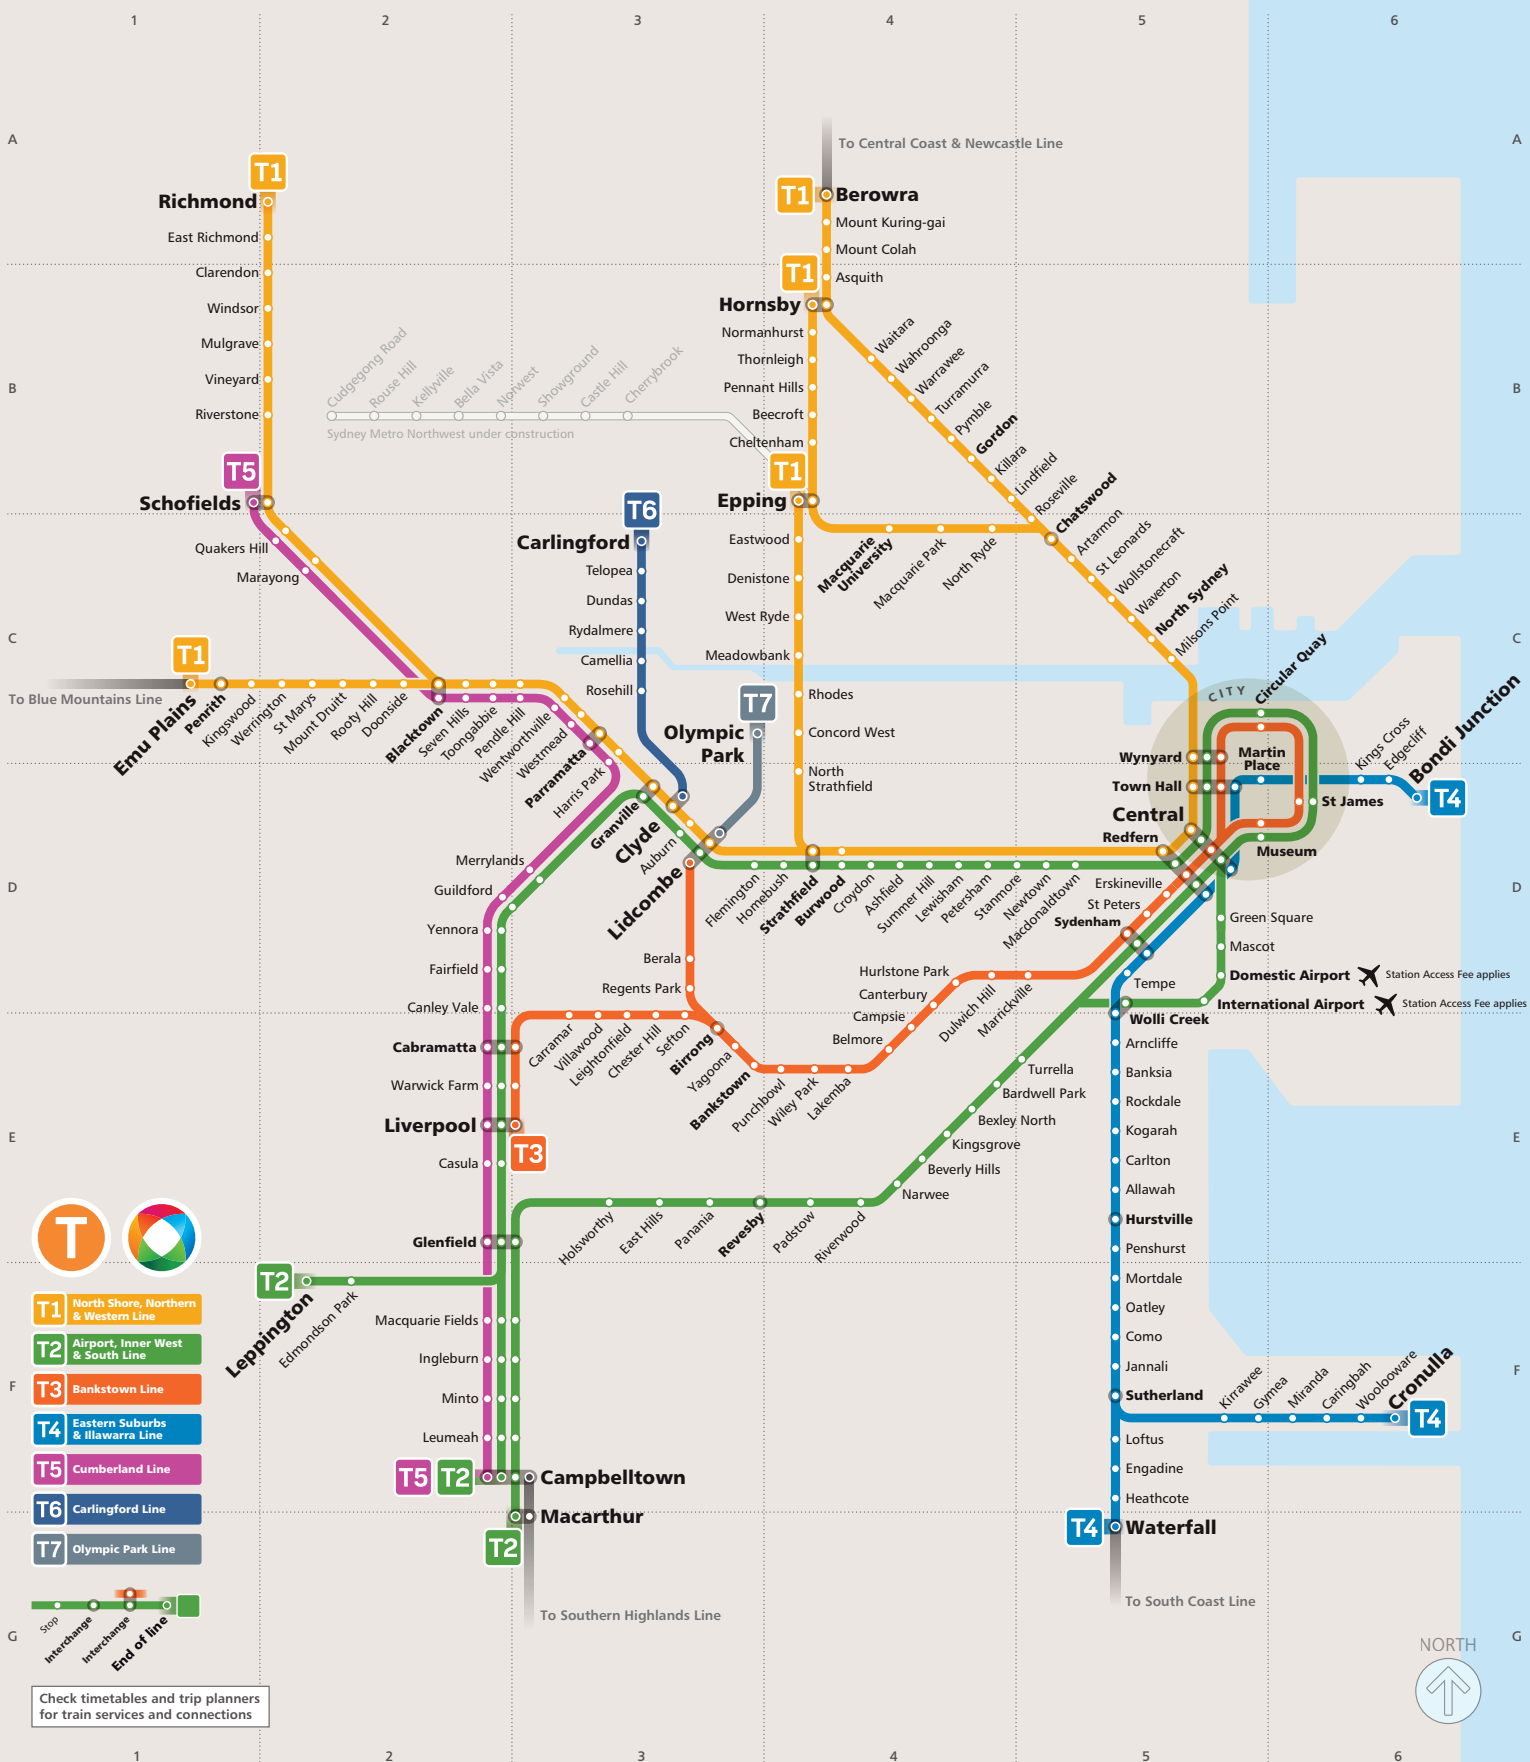 1
2
3
4
5
6
A
A
To Central Coast & Newcastle Line
T1
Richmond
T1
Berowra
East Richmond
Mount Kuring-gai
Mount Colah
Clarendon
T1
Asquith
Windsor
Hornsby
Mulgrave
Normanhurst
Waitara
Wahroonga
Warrawee
Turramurra
Pymble
Gordon
Killara
Lindfield
Roseville
Chatswood
Artarmon
St Leonards
Wollstonecraft
Waverton
North Sydney
Milsons Point
Thornleigh
Vineyard
B
B
Pennant Hills
Riverstone
Beecroft
Cheltenham
Cudgegong Road
Rouse Hill
Kellyville
Bella Vista
Norwest
Showground
Castle Hill
Cherrybrook
Sydney Metro Northwest under construction
T5
Schofields
T1
Epping
T6
Carlingford
Eastwood
Macquarie
University
Macquarie Park
North Ryde
Quakers Hill
Marayong
Telopea
Denistone
Dundas
West Ryde
Rydalmere
C
C
Camellia
Meadowbank
Rosehill
Rhodes
T1
To Blue Mountains Line
Emu Plains
Penrith
Kingswood
Werrington
St Marys
Mount Druitt
Rooty Hill
Doonside
Blacktown
Seven Hills
Toongabbie
Pendle Hill
Wentworthville
Westmead
Parramatta
Harris Park
T7
Olympic
Park
Concord West
North
Strathfield
CITY
Circular Quay
Wynyard
Martin
Place
Town Hall
Kings Cross
Edgecliff
Bondi Junction
T4
St James
Central
Redfern
Museum
Granville
Clyde
Auburn
Lidcombe
Flemington
Homebush
Strathfield
Burwood
Croydon
Ashfield
Summer Hill
Lewisham
Petersham
Stanmore
Newtown
Macdonaldtown
Merrylands
D
D
Guildford
Erskineville
St Peters
Sydenham
Green Square
Yennora
Mascot
Berala
Fairfield
Hurlstone Park
Domestic Airport
Station Access Fee applies
Regents Park
Canterbury
Tempe
International Airport
Station Access Fee applies
Canley Vale
Campsie
Dulwich Hill
Marrickville
Wolli Creek
Belmore
Arncliffe
Cabramatta
Carramar
Villawood
Leightonfield
Chester Hill
Sefton
Birrong
Yagoona
Bankstown
Punchbowl
Wiley Park
Lakemba
Turrella
Banksia
Warwick Farm
Bardwell Park
Rockdale
Liverpool
T3
Bexley North
Kogarah
E
E
Kingsgrove
Casula
Beverly Hills
Carlton
Narwee
Allawah
Holsworthy
East Hills
Panania
Revesby
Padstow
Riverwood
Hurstville
T
Glenfield
Penshurst
T2
Leppington
Edmondson Park
Mortdale
T1
North Shore, Northern
& Western Line
Oatley
Macquarie Fields
T2
Airport, Inner West
& South Line
Como
Ingleburn
Jannali
F
F
T3
Bankstown Line
Minto
Sutherland
Kirrawee
Gymea
Miranda
Caringbah
Woolooware
Cronulla
T4
T4
Eastern Suburbs
& Illawarra Line
Leumeah
Loftus
T5
Cumberland Line
T5
T2
Campbelltown
Engadine
T6
Carlingford Line
Heathcote
Macarthur
T4
Waterfall
T7
Olympic Park Line
T2
To Southern Highlands Line
To South Coast Line
Stop
Interchange
Interchange
End of line
G
G
NORTH
Check timetables and trip planners
for train services and connections
1
2
3
4
5
6